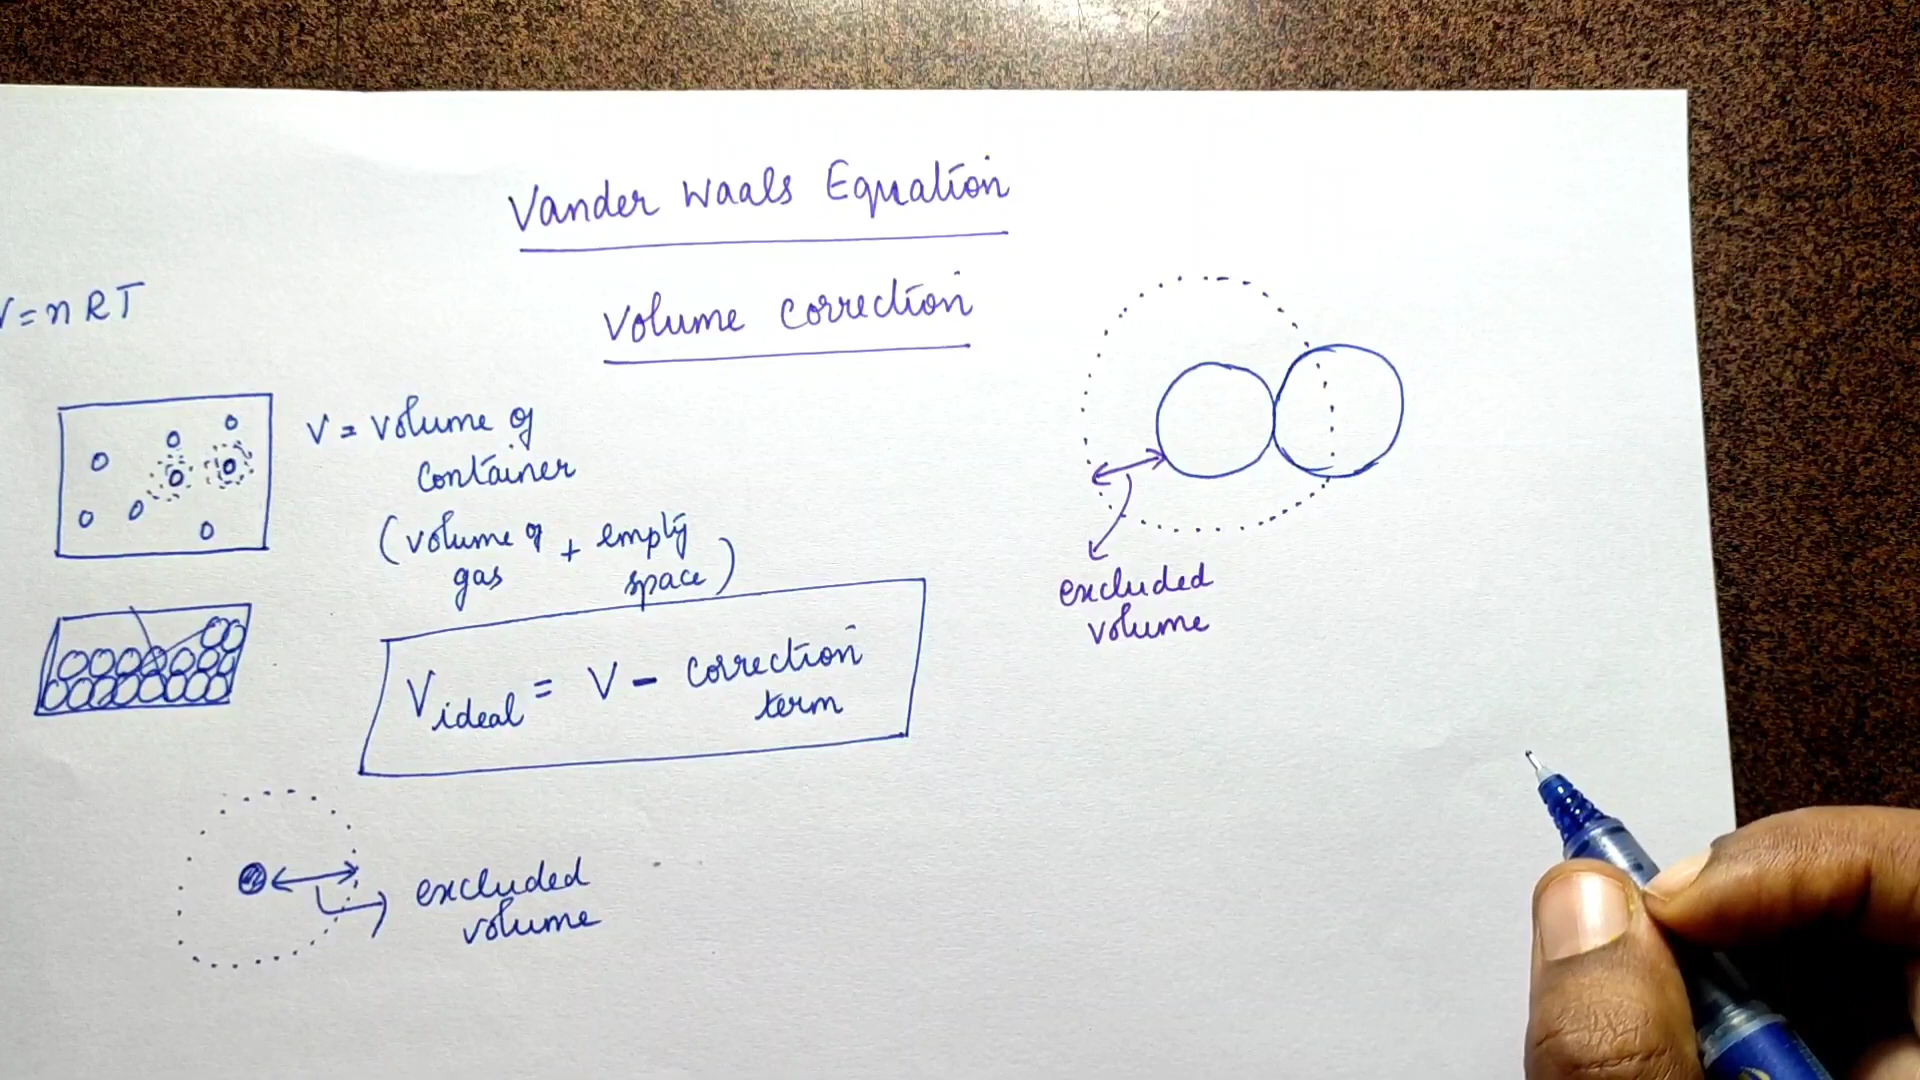 Vander Waals Equation
Volume correction
V=nRT
V = volume of
container
(volume of + empty
gas space)
Videal = V - correction
term
excluded
volume
excluded
volume